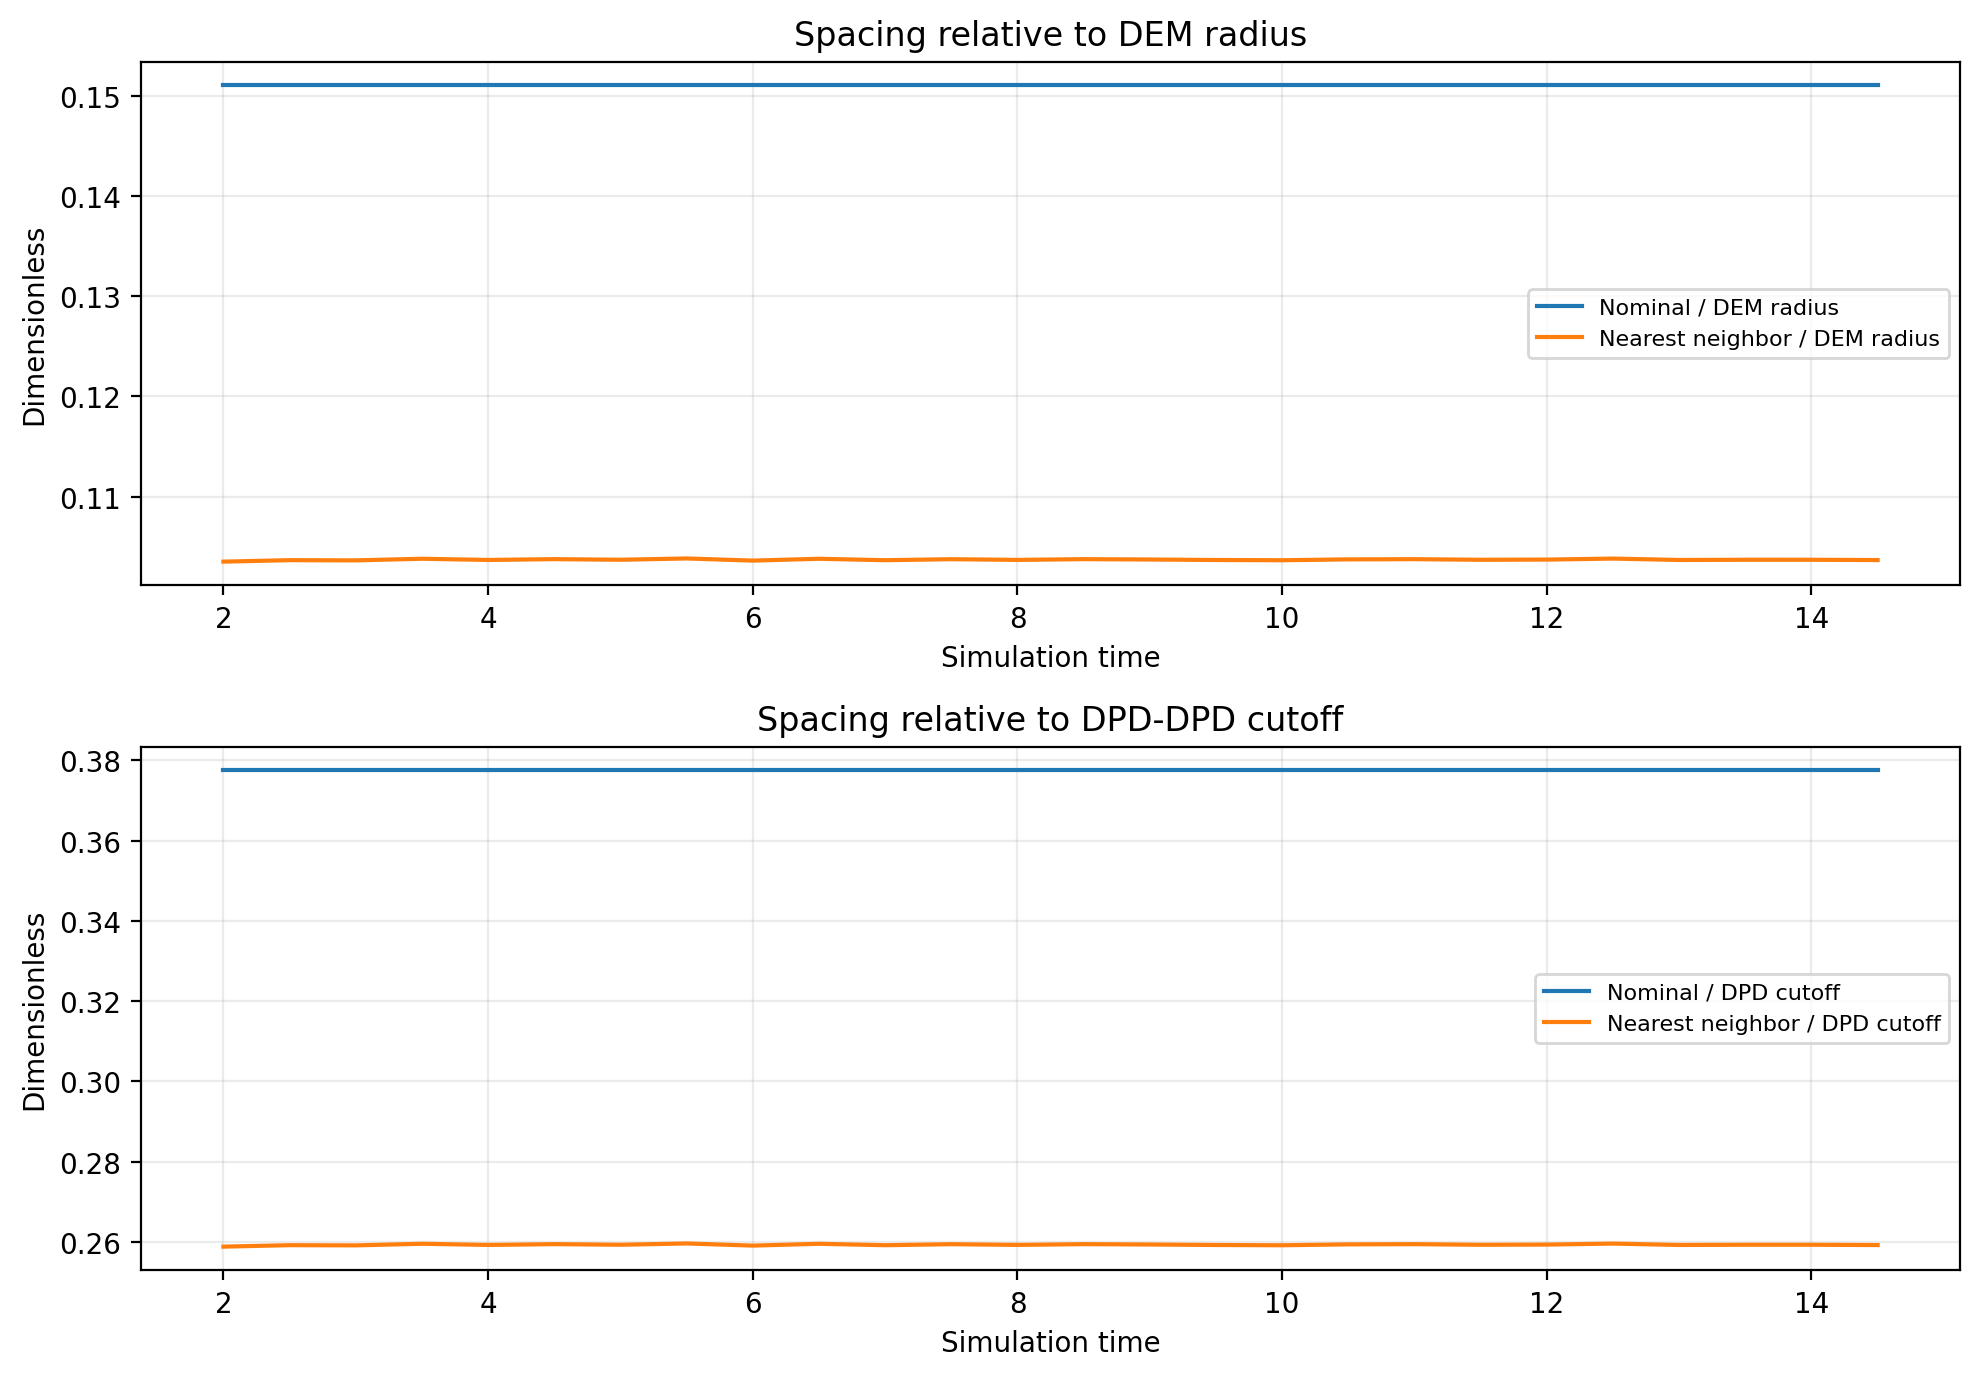 Spacing relative to DEM radius
Dimensionless
0.15
0.14
0.13
0.12
0.11
Nominal / DEM radius
Nearest neighbor / DEM radius
2 4 6 8 10 12 14
Simulation time
Spacing relative to DPD-DPD cutoff
Dimensionless
0.38
0.36
0.34
0.32
0.30
0.28
0.26
Nominal / DPD cutoff
Nearest neighbor / DPD cutoff
2 4 6 8 10 12 14
Simulation time